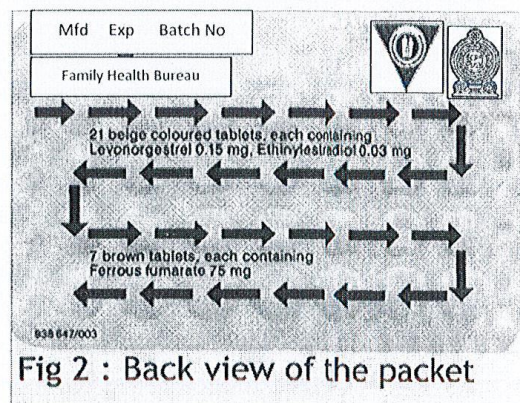 Mfd Exp Batch No
Family Health Bureau
21 beige coloured tablets, each containing
Levonorgestrel 0.15 mg, Ethinylestradiol 0.03 mg
7 brown tablets, each containing
Ferrous fumarate 75 mg
938 647/003
Fig 2 : Back view of the packet